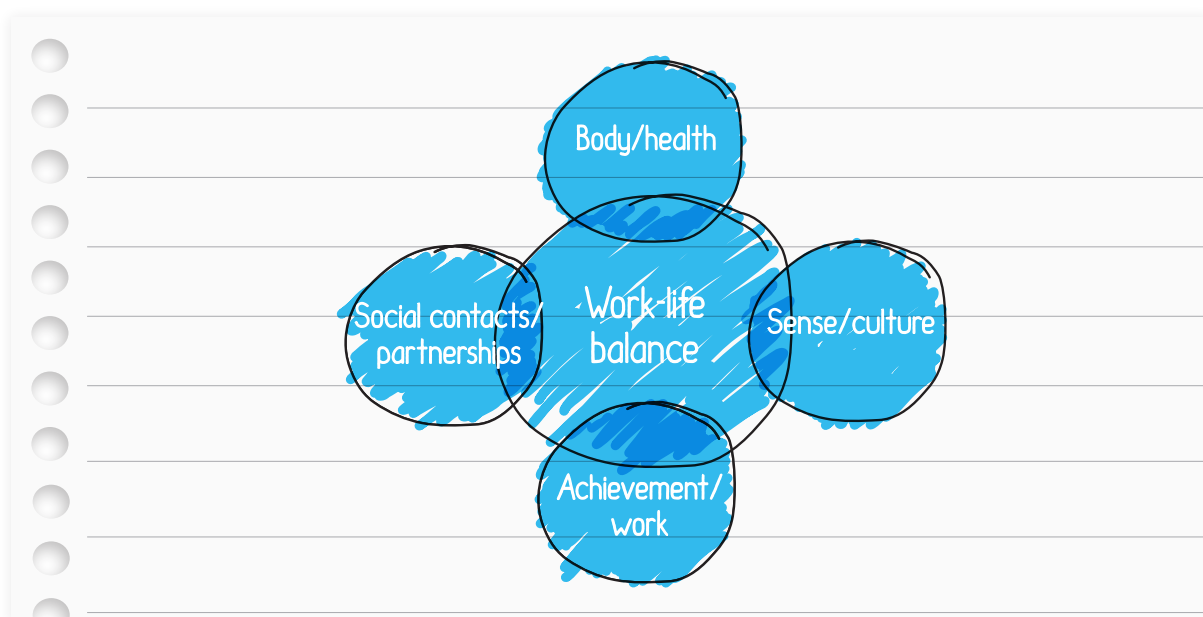 Body/health
Social contacts/
partnerships
Work-life
balance
Sense/culture
Achievement/
work